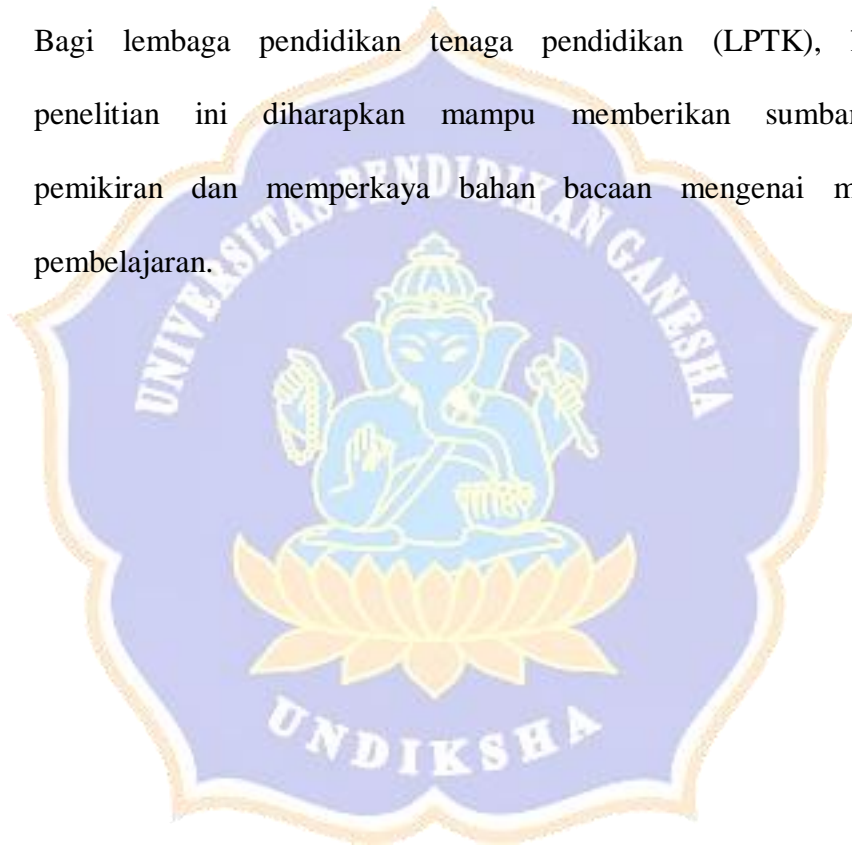 Bagi lembaga pendidikan tenaga pendidikan (LPTK),
penelitian ini diharapkan mampu memberikan
pemikiran dan memperkaya bahan bacaan mengenai
pembelajaran.
UNIVERSITAS PENDIDIKAN GANESHA
UNDIKSHA